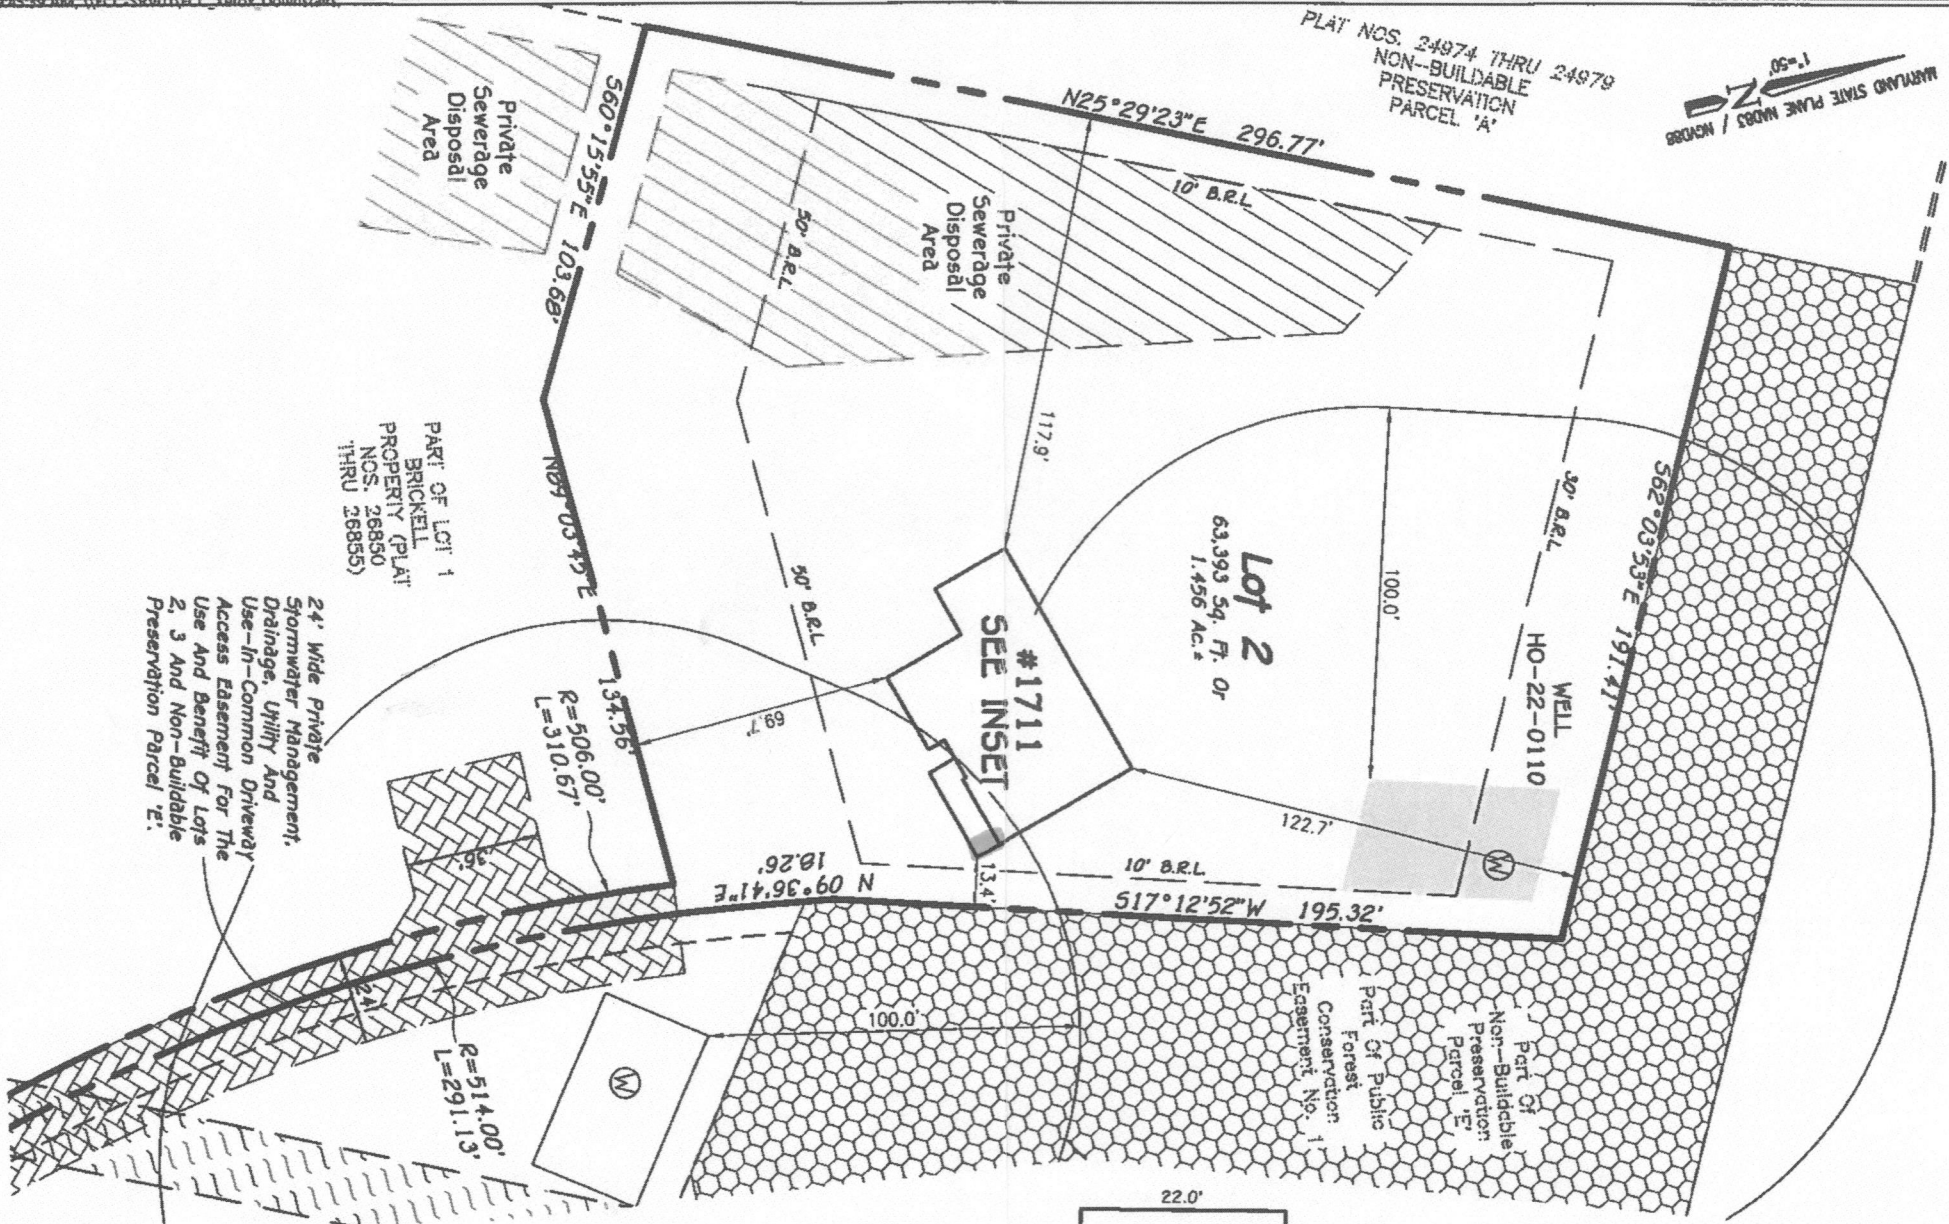 PLAT NOS. 24974 THRU 24979
NON-BUILDABLE
PRESERVATION
PARCEL 'A'
MARYLAND STATE PLANE NAD83 / NGVD88
1"=50'
N
N25°29'23"E 296.77'
10' B.R.L
Private
Sewerage
Disposal
Area
S60°15'55"E 103.68'
Private
Sewerage
Disposal
Area
50' B.R.L
117.9'
S62°03'53"E 191.41'
30' B.R.L
100.0'
Lot 2
63,393 Sq. Ft. Or
1.456 Ac.±
WELL
HO-22-0110
#1711
SEE INSET
122.7'
W
N89°03'45"E
134.56'
50' B.R.L
69.7'
PART OF LOT 1
BRICKELL
PROPERTY (PLAT
NOS. 26850
THRU 26855)
24' Wide Private
Stormwater Management,
Drainage, Utility And
Use-In-Common Driveway
Access Easement For The
Use And Benefit Of Lots
2, 3 And Non-Buildable
Preservation Parcel 'E'.
R=506.00'
L=310.67'
36'
N 09°36'41"E
18.26'
13.4'
10' B.R.L
S17°12'52"W 195.32'
24'
R=514.00'
L=291.13'
W
100.0'
Part Of Public
Forest
Conservation
Easement No. 1
Part Of
Non-Buildable
Preservation
Parcel 'E'
22.0'